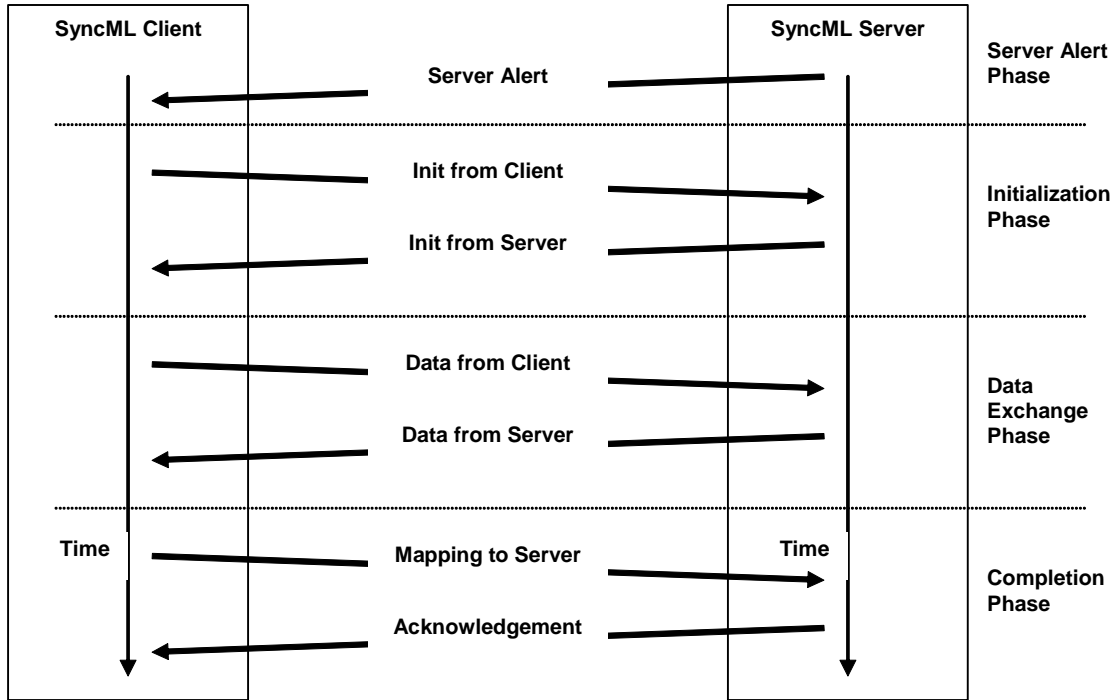 SyncML Client
SyncML Server
Server Alert
Phase
Server Alert
Init from Client
Initialization
Phase
Init from Server
Data from Client
Data
Exchange
Phase
Data from Server
Time
Mapping to Server
Time
Completion
Phase
Acknowledgement